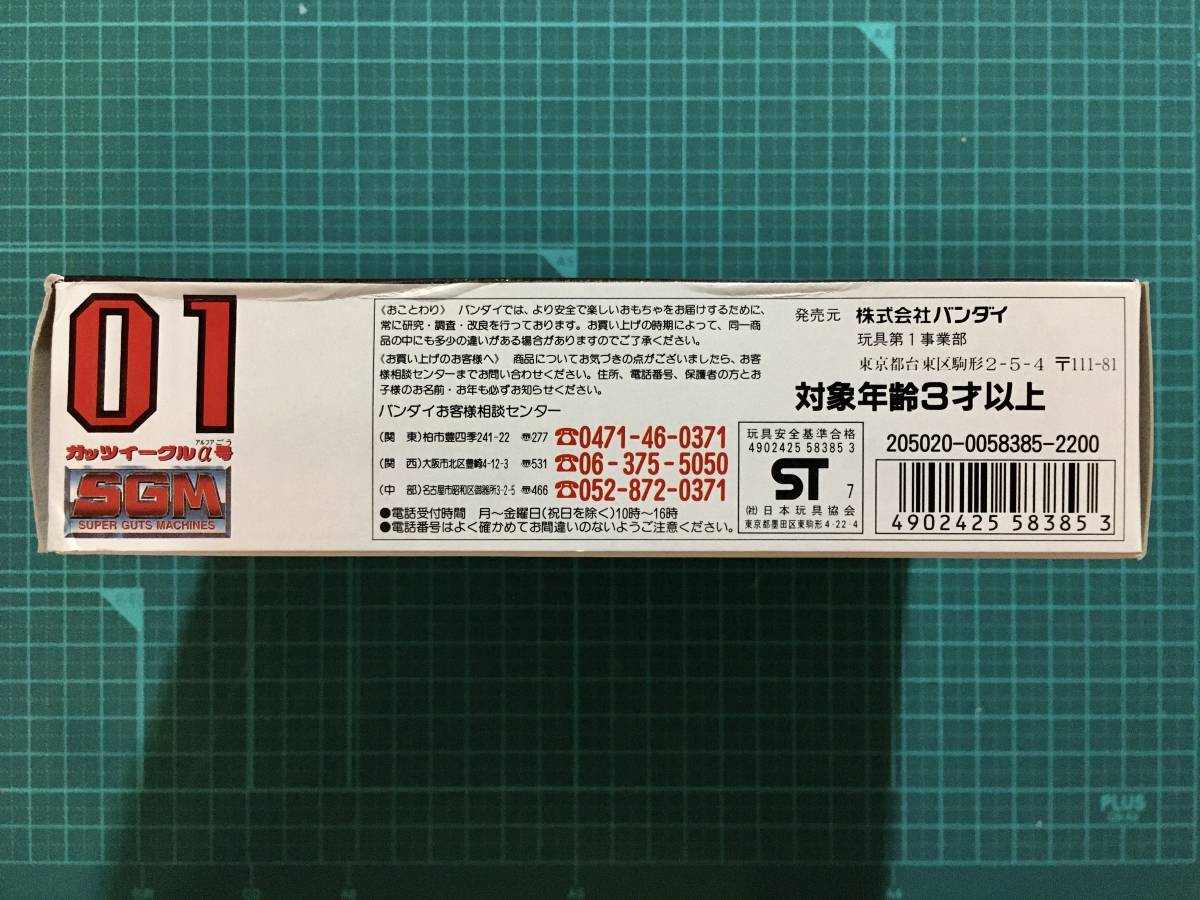 A4
A5
01
アルファごう
ガッツイーグルα号
SGM
SUPER GUTS MACHINES
《おことわり》 バンダイでは、より安全で楽しいおもちゃをお届けするために、
常に研究・調査・改良を行っております。お買い上げの時期によって、同一商
品の中にも多少の違いがある場合がありますのでご了承ください。
《お買い上げのお客様へ》 商品についてお気づきの点がございましたら、お客
様相談センターまでお問い合わせください。住所、電話番号、保護者の方とお
子様のお名前・お年も必ずお知らせください。
バンダイお客様相談センター
(関 東)柏市豊四季241-22 〠277 ☎0471-46-0371
(関 西)大阪市北区豊崎4-12-3 〠531 ☎06-375-5050
(中 部)名古屋市昭和区御器所3-2-5 〠466 ☎052-872-0371
●電話受付時間 月～金曜日(祝日を除く)10時～16時
●電話番号はよく確かめてお間違いのないようご注意ください。
発売元 株式会社バンダイ
玩具第1事業部
東京都台東区駒形2-5-4 〒111-81
対象年齢3才以上
玩具安全基準合格
4902425 58385 3
ST 7
(社)日本玩具協会
東京都墨田区東駒形4-22-4
205020-0058385-2200
4902425 583853
PLUS